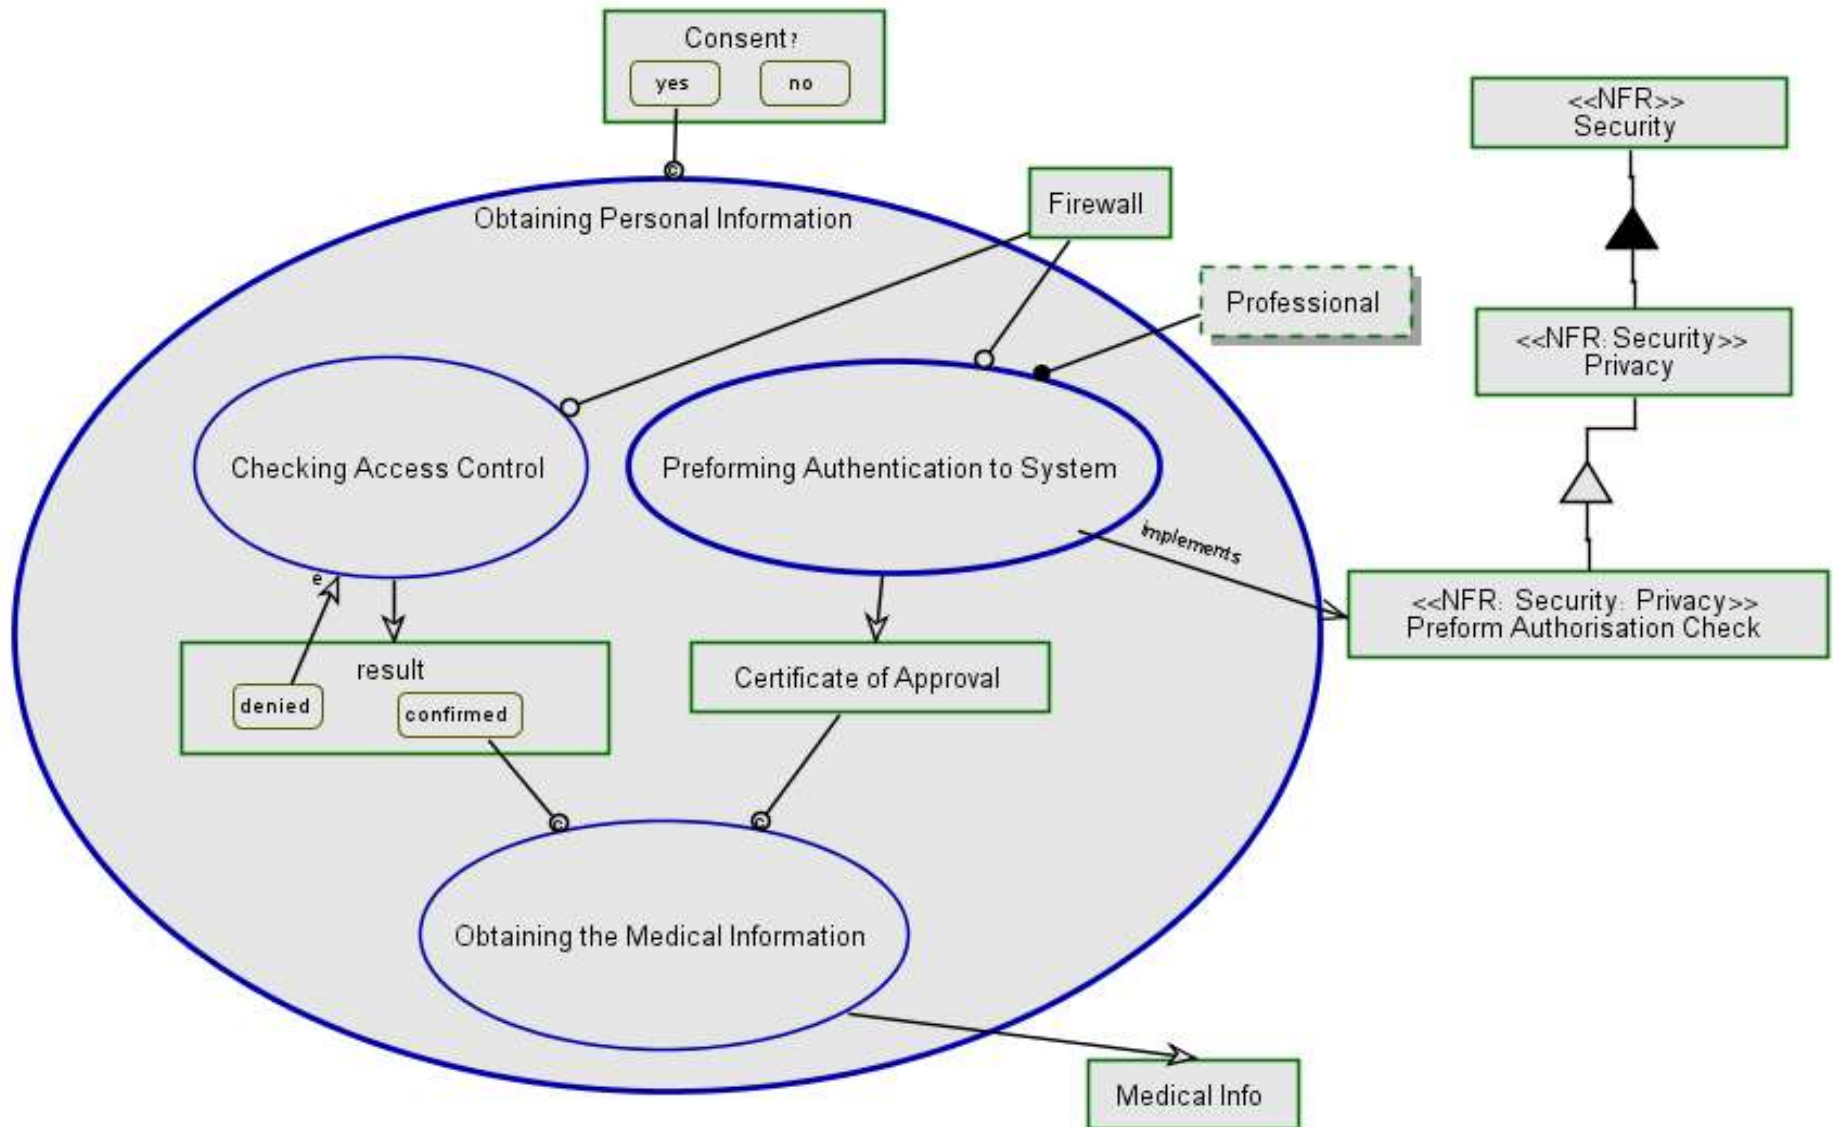 Consent?
yes
no
<<NFR>>
Security
Firewall
Obtaining Personal Information
Professional
<<NFR: Security>>
Privacy
Checking Access Control
Preforming Authentication to System
implements
e
<<NFR: Security: Privacy>>
Preform Authorisation Check
result
denied
confirmed
Certificate of Approval
c
c
c
Obtaining the Medical Information
Medical Info